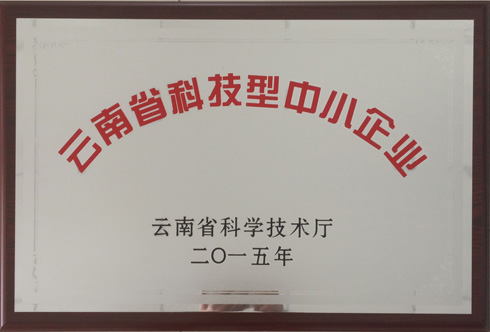 云南省科技型中小企业
云南省科学技术厅
二〇一五年